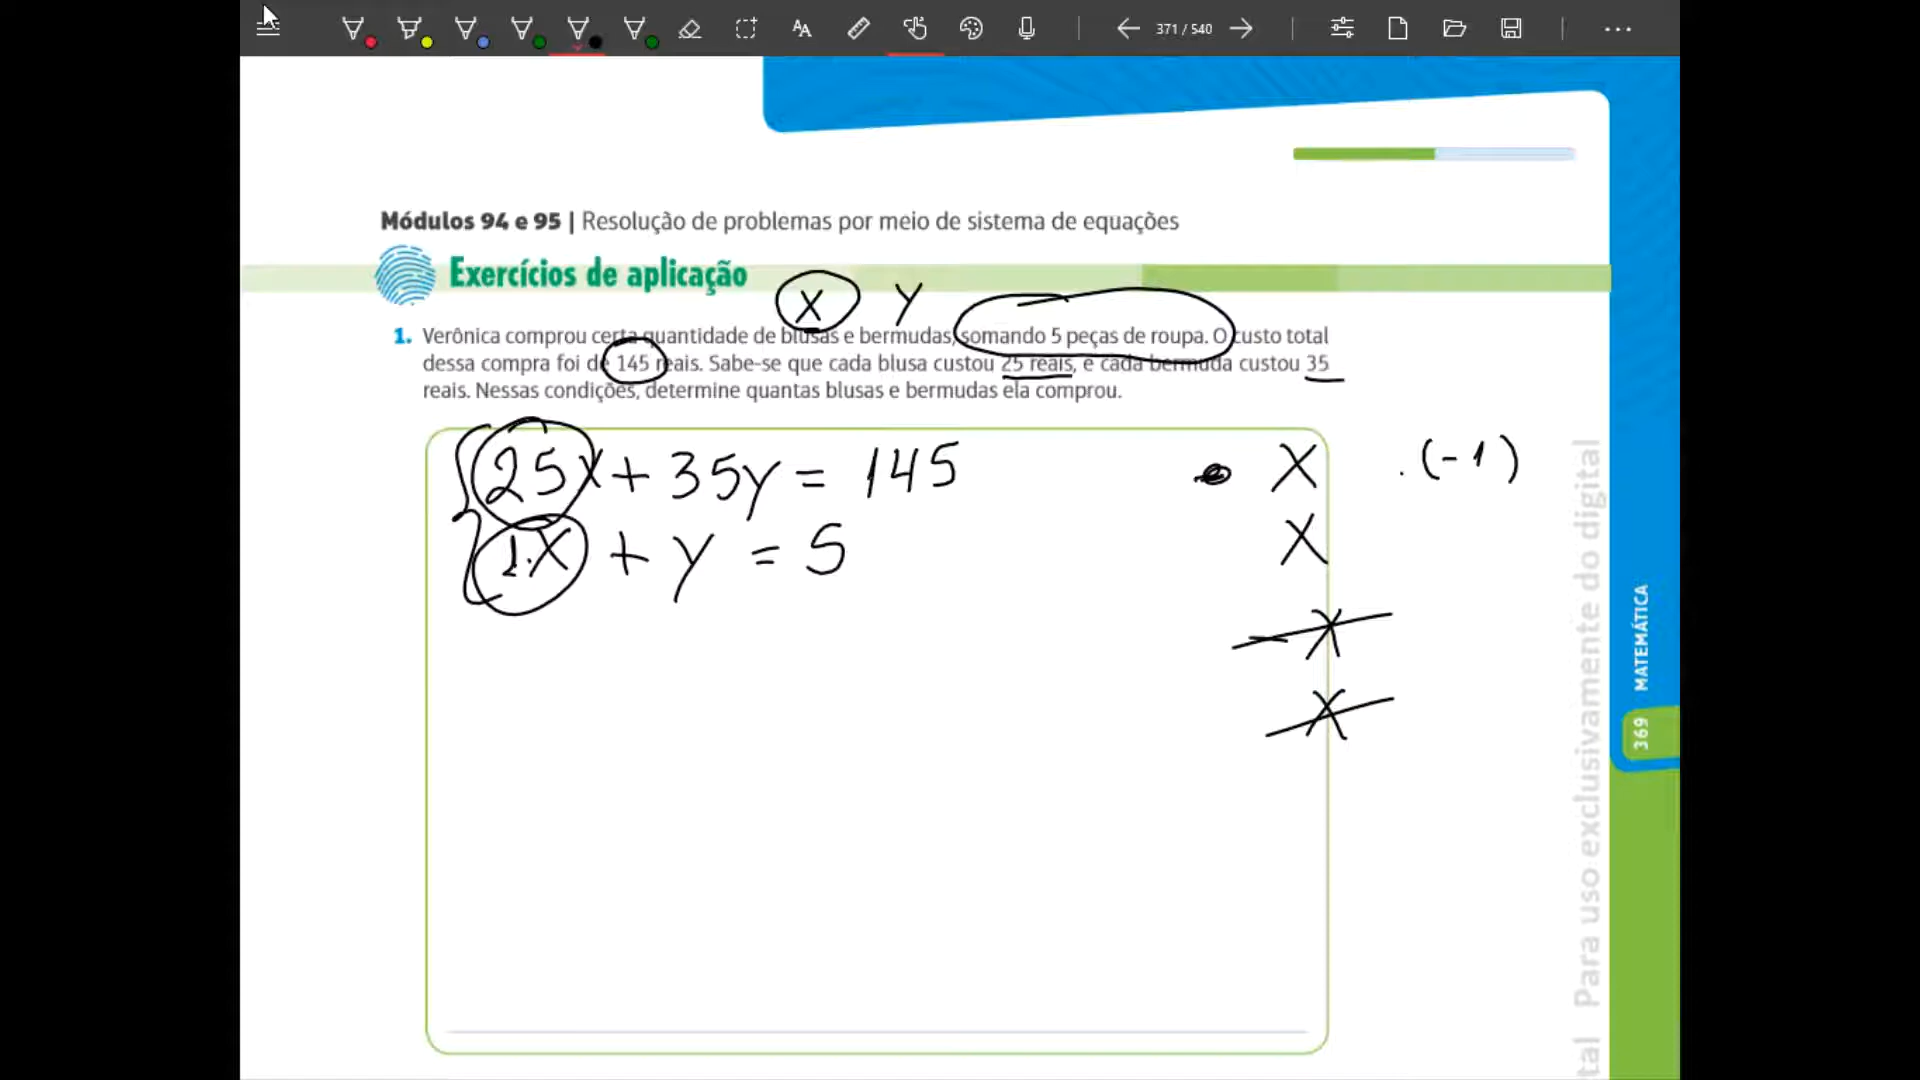 371 / 540
Módulos 94 e 95 | Resolução de problemas por meio de sistema de equações
Exercícios de aplicação
X Y
1. Verônica comprou certa quantidade de blusas e bermudas, somando 5 peças de roupa. O custo total
dessa compra foi de 145 reais. Sabe-se que cada blusa custou 25 reais, e cada bermuda custou 35
reais. Nessas condições, determine quantas blusas e bermudas ela comprou.
25x + 35y = 145
1.x + y = 5
X . (-1)
X
- X
X
MATEMÁTICA
369
Para uso exclusivamente do digital
tal